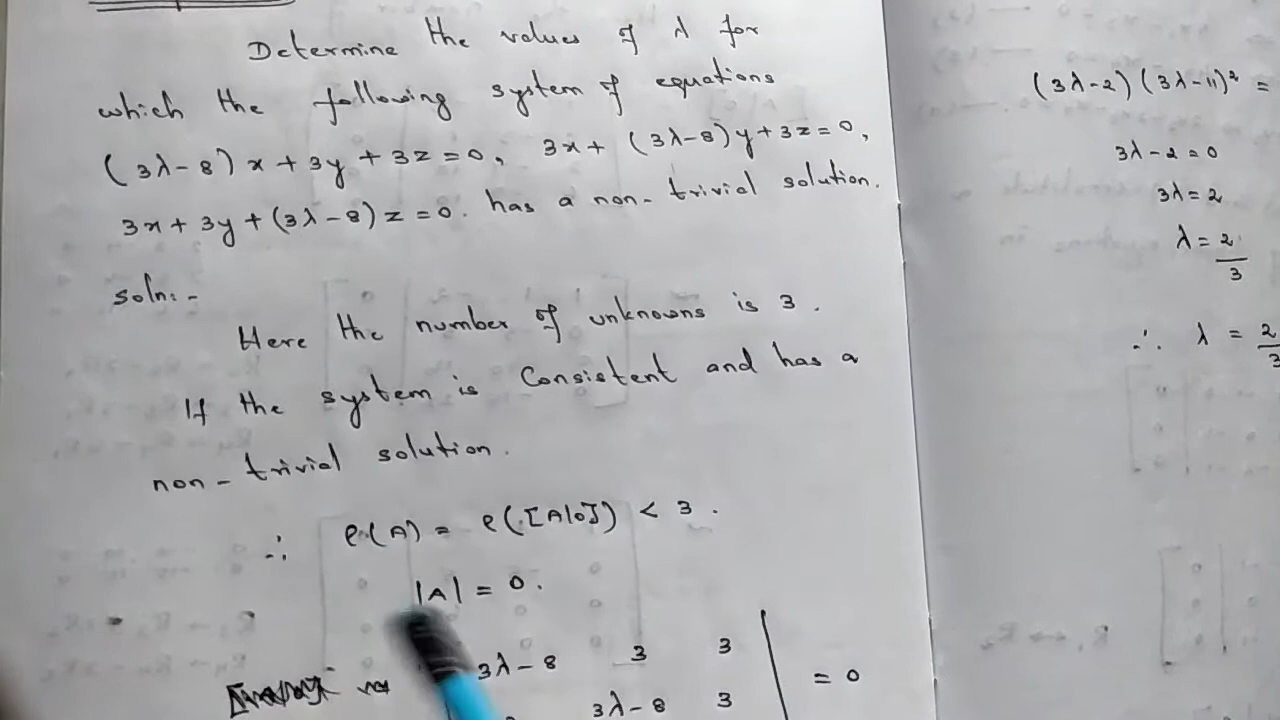 Determine the values of λ for
which the following system of equations
(3λ-8)x+3y+3z=0, 3x+(3λ-8)y+3z=0,
3x+3y+(3λ-8)z=0. has a non-trivial solution.
soln:-
Here the number of unknowns is 3.
If the system is Consistent and has a
non-trivial solution.
∴ ρ(A) = ρ([A|0]) < 3.
|A| = 0.
3λ-8 3 3
3λ-8 3 = 0
(3λ-2)(3λ-11)² =
3λ-2=0
3λ=2
λ=2/3
∴ λ = 2/3